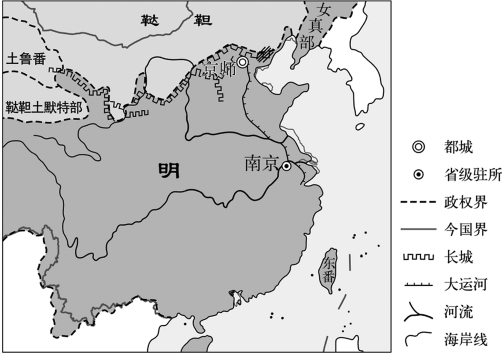 鞑靼
女真部
土鲁番
京师
鞑靼土默特部
明
南京
东番
都城
省级驻所
政权界
今国界
长城
大运河
河流
海岸线